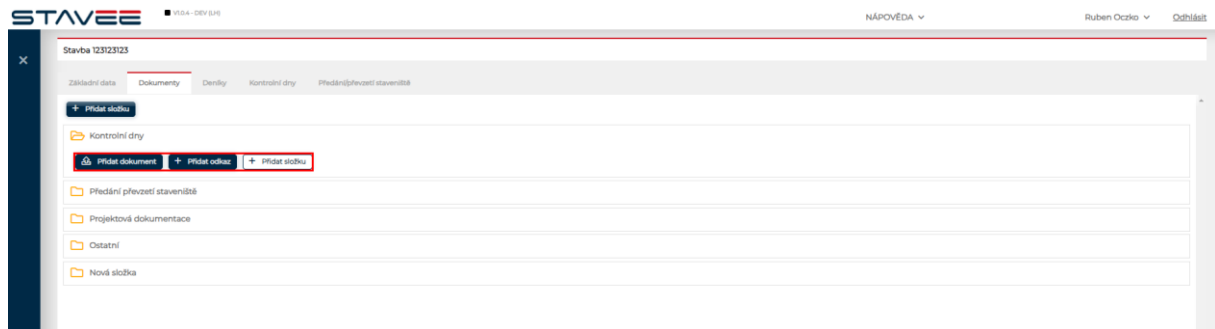 STAVEE V1.0.4 - DEV (LH) NÁPOVĚDA Ruben Oczko Odhlásit
Stavba 123123123
Základní data Dokumenty Deníky Kontrolní dny Předání/převzetí staveniště
+ Přidat složku
Kontrolní dny
Přidat dokument + Přidat odkaz + Přidat složku
Předání převzetí staveniště
Projektová dokumentace
Ostatní
Nová složka